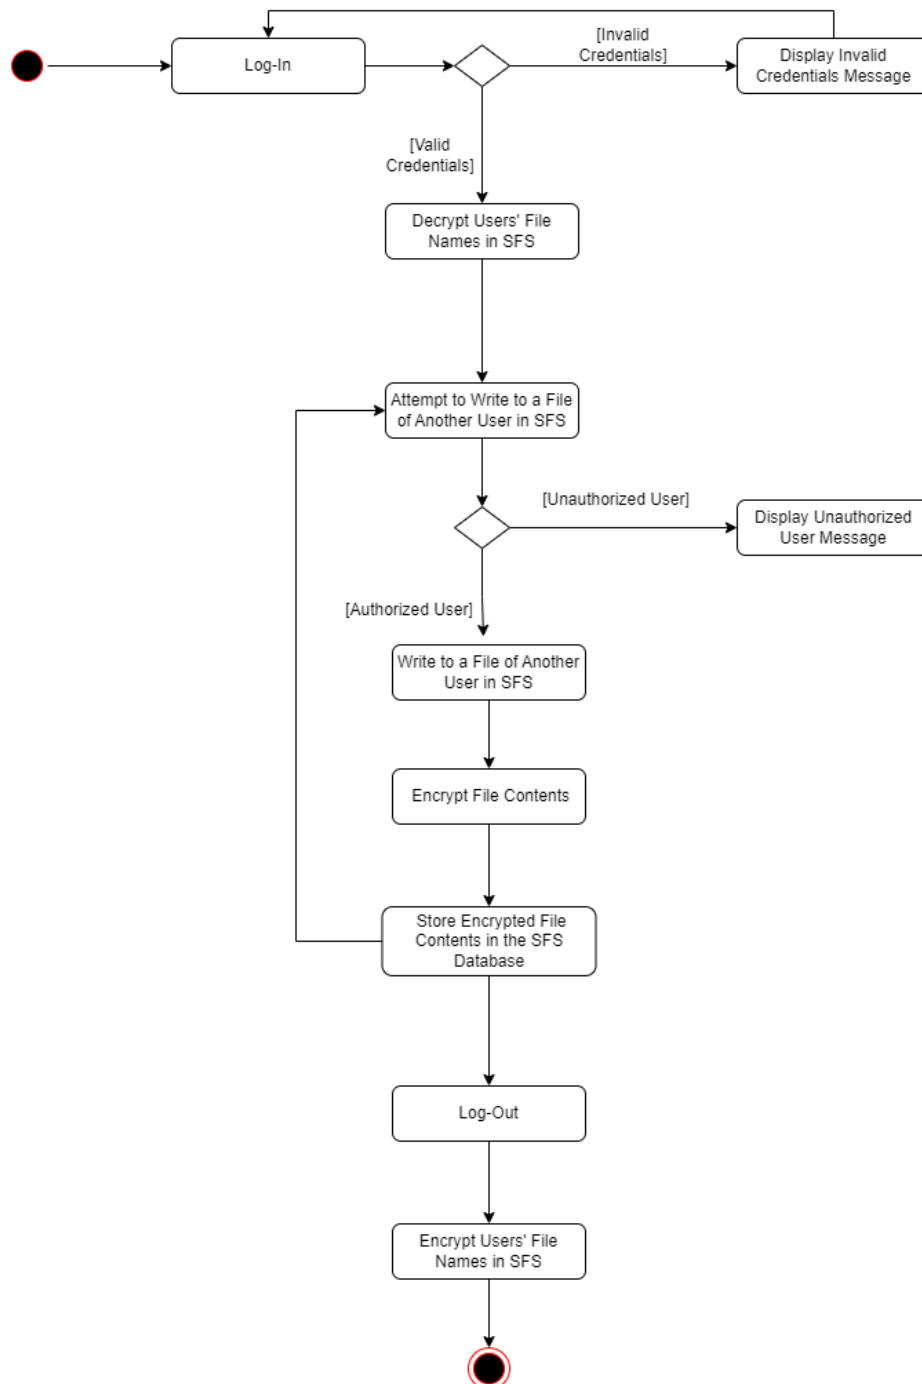 [Invalid
Credentials]
Log-In
Display Invalid
Credentials Message
[Valid
Credentials]
Decrypt Users' File
Names in SFS
Attempt to Write to a File
of Another User in SFS
[Unauthorized User]
Display Unauthorized
User Message
[Authorized User]
Write to a File of Another
User in SFS
Encrypt File Contents
Store Encrypted File
Contents in the SFS
Database
Log-Out
Encrypt Users' File
Names in SFS